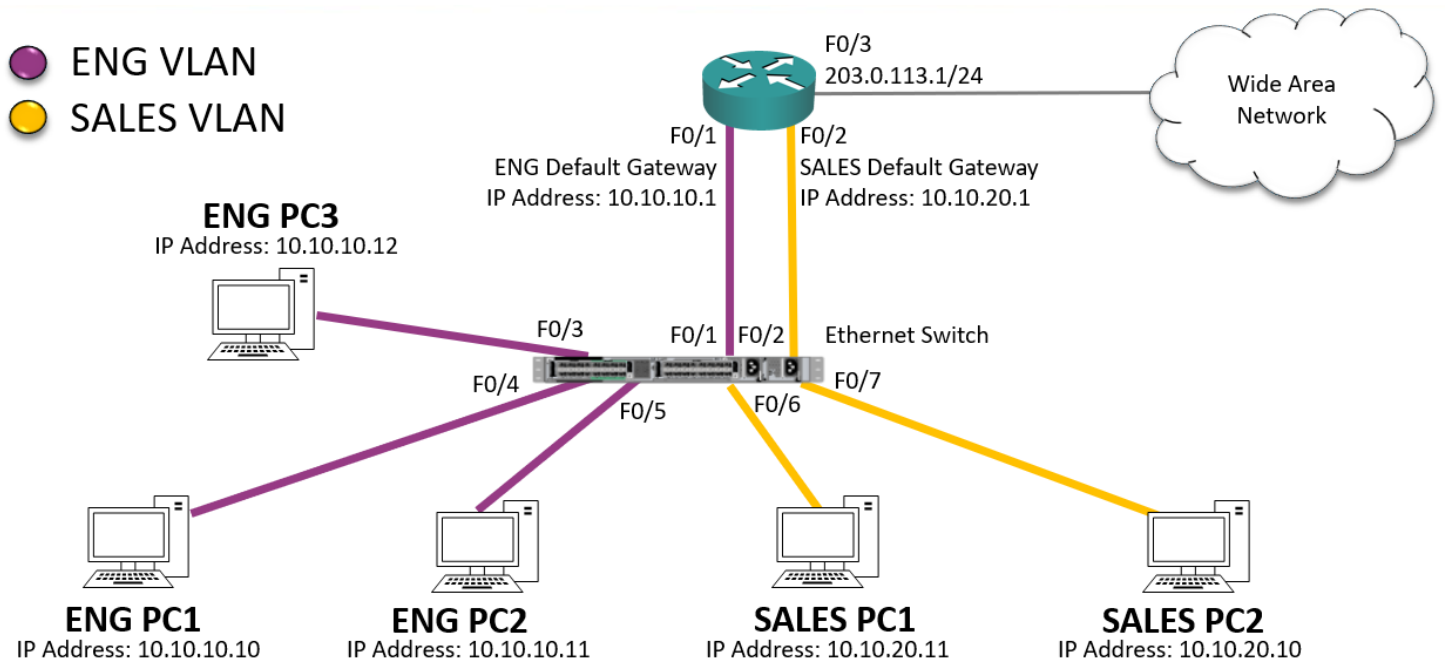 ENG VLAN
SALES VLAN
F0/3
203.0.113.1/24
Wide Area
Network
F0/1
ENG Default Gateway
IP Address: 10.10.10.1
F0/2
SALES Default Gateway
IP Address: 10.10.20.1
ENG PC3
IP Address: 10.10.10.12
F0/3
F0/1
F0/2
Ethernet Switch
F0/4
F0/5
F0/6
F0/7
ENG PC1
IP Address: 10.10.10.10
ENG PC2
IP Address: 10.10.10.11
SALES PC1
IP Address: 10.10.20.11
SALES PC2
IP Address: 10.10.20.10